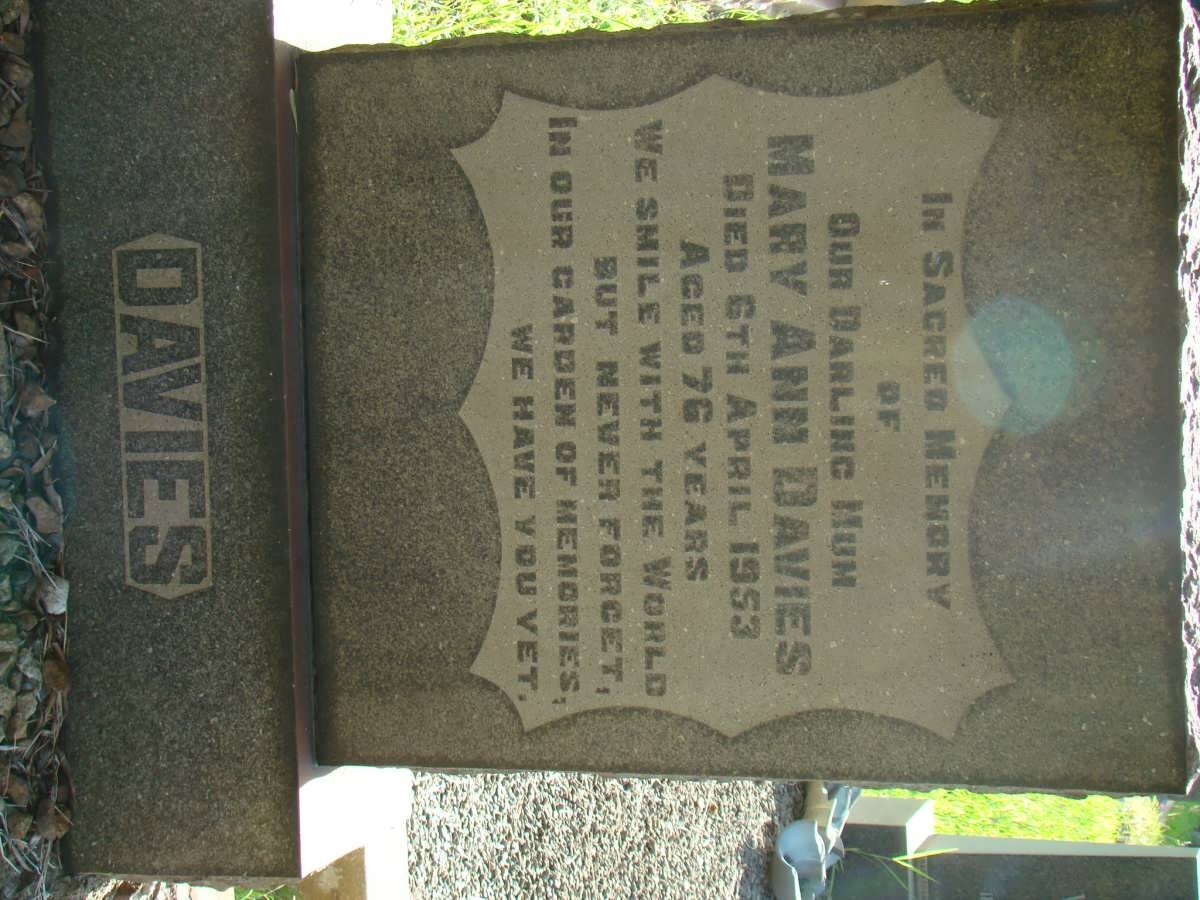 In Sacred Memory
of
Our Darling Mum
MARY ANN DAVIES
Died 6th April 1953
Aged 76 years
We smile with the World
but never forget,
In our garden of memories,
we have you yet.
DAVIES